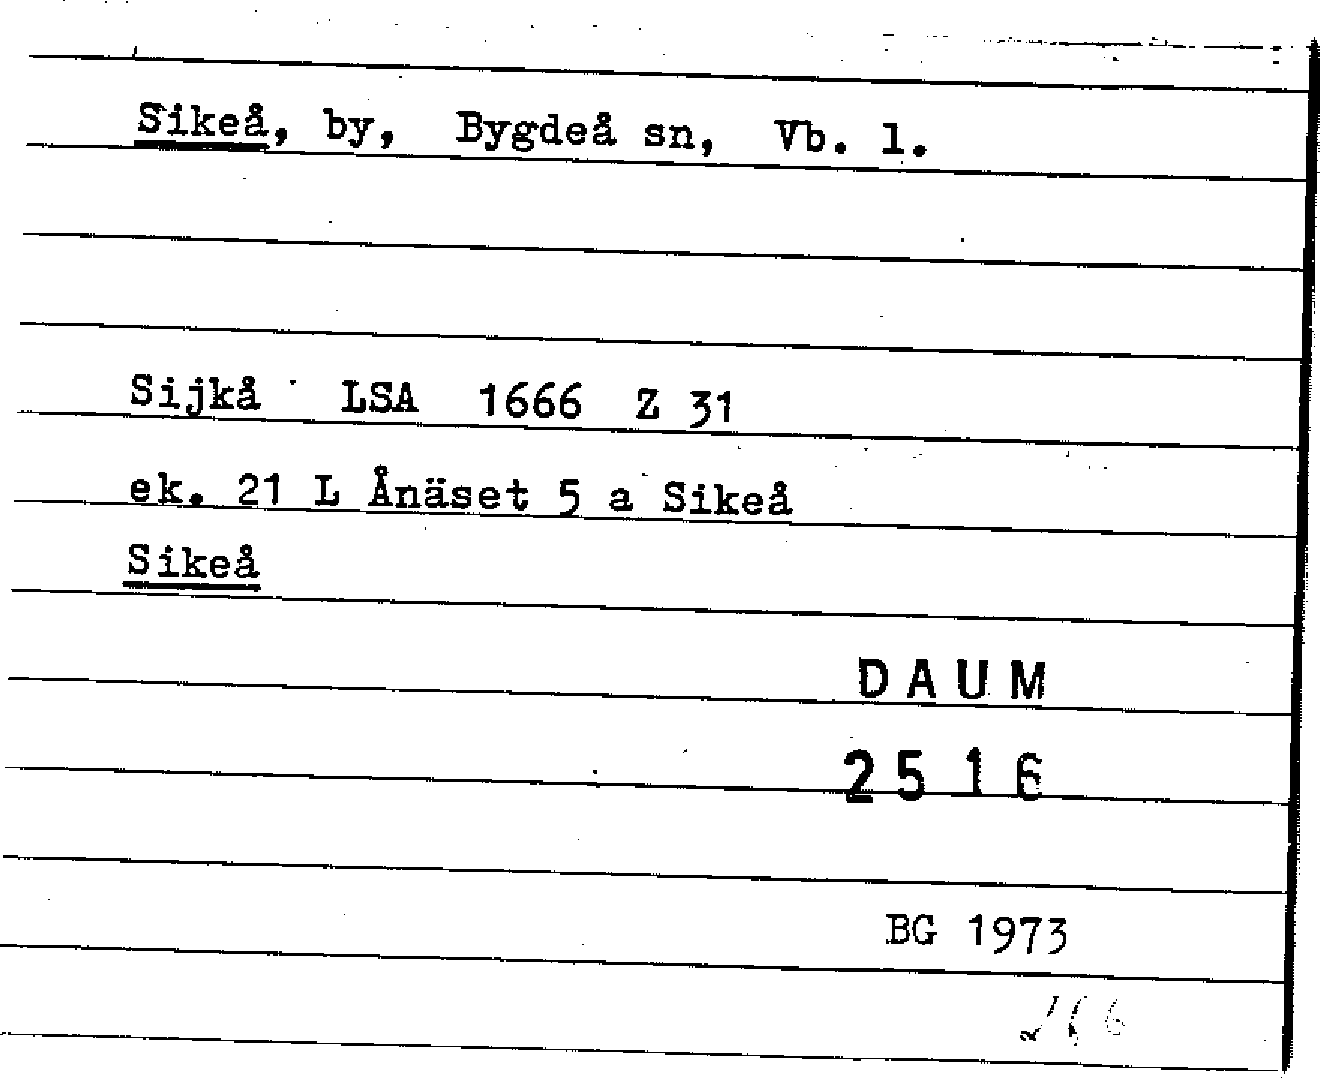 Sikeå, by, Bygdeå sn, Vb. l.
Sijkå LSA 1666 Z 31
ek. 21 L Ånäset 5 a Sikeå
Sikeå
DAUM
2516
BG 1973